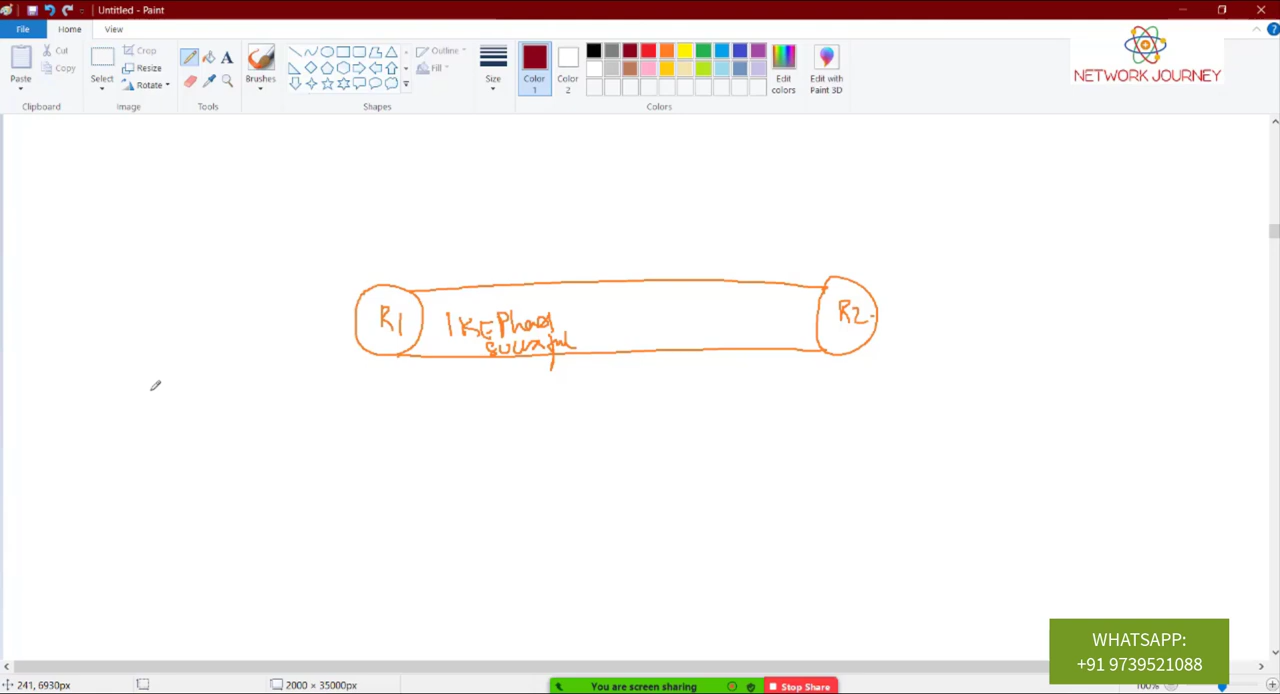 Untitled - Paint
File
Home
View
Paste
Cut
Copy
Clipboard
Select
Crop
Resize
Rotate
Image
Tools
Brushes
Shapes
Outline
Fill
Size
Color 1
Color 2
Edit colors
Edit with Paint 3D
Colors
NETWORK JOURNEY
R1
IKE
R2
241, 6930px
2000 × 35000px
You are screen sharing
Stop Share
100%
WHATSAPP:
+91 9739521088